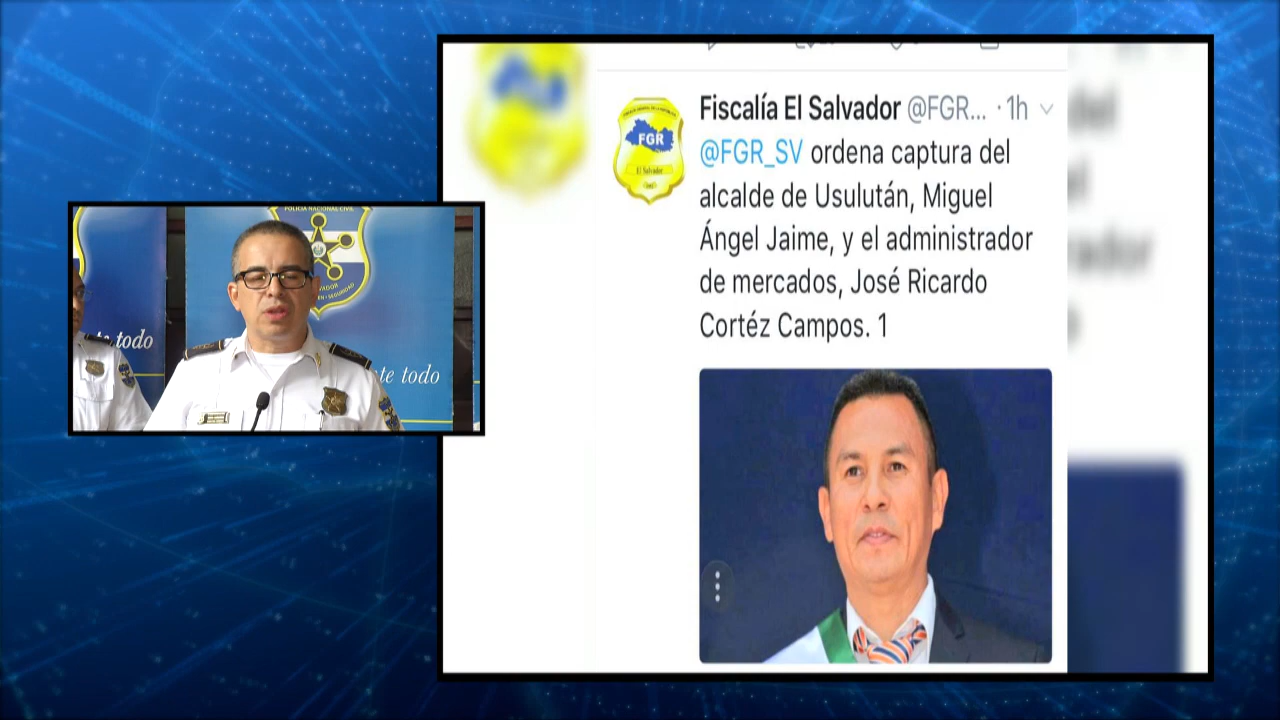 Fiscalía El Salvador @FGR... · 1h
@FGR_SV ordena captura del
alcalde de Usulután, Miguel
Ángel Jaime, y el administrador
de mercados, José Ricardo
Cortéz Campos. 1
FGR
El Salvador
POLICIA NACIONAL CIVIL
SEGURIDAD
te todo
te todo